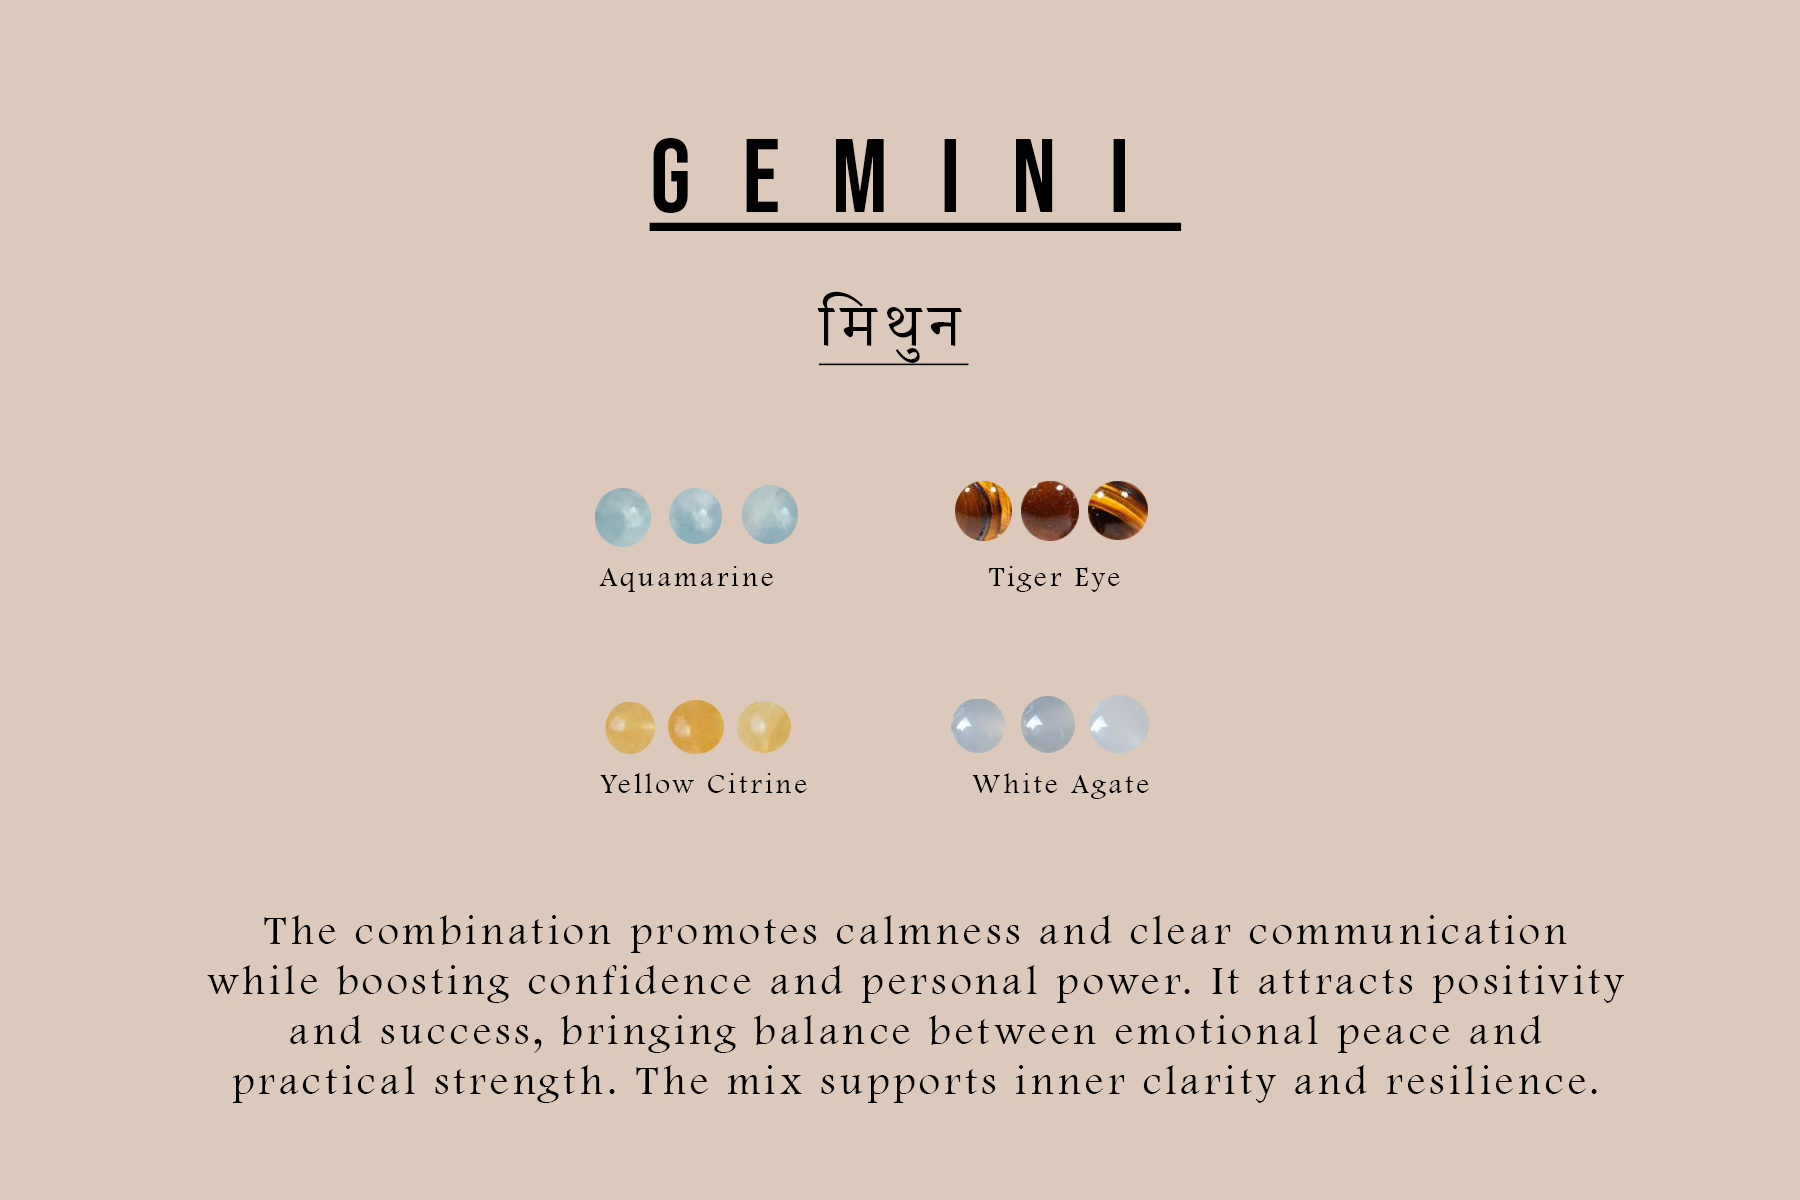 GEMINI
मिथुन
Aquamarine
Tiger Eye
Yellow Citrine
White Agate
The combination promotes calmness and clear communication
while boosting confidence and personal power. It attracts positivity
and success, bringing balance between emotional peace and
practical strength. The mix supports inner clarity and resilience.